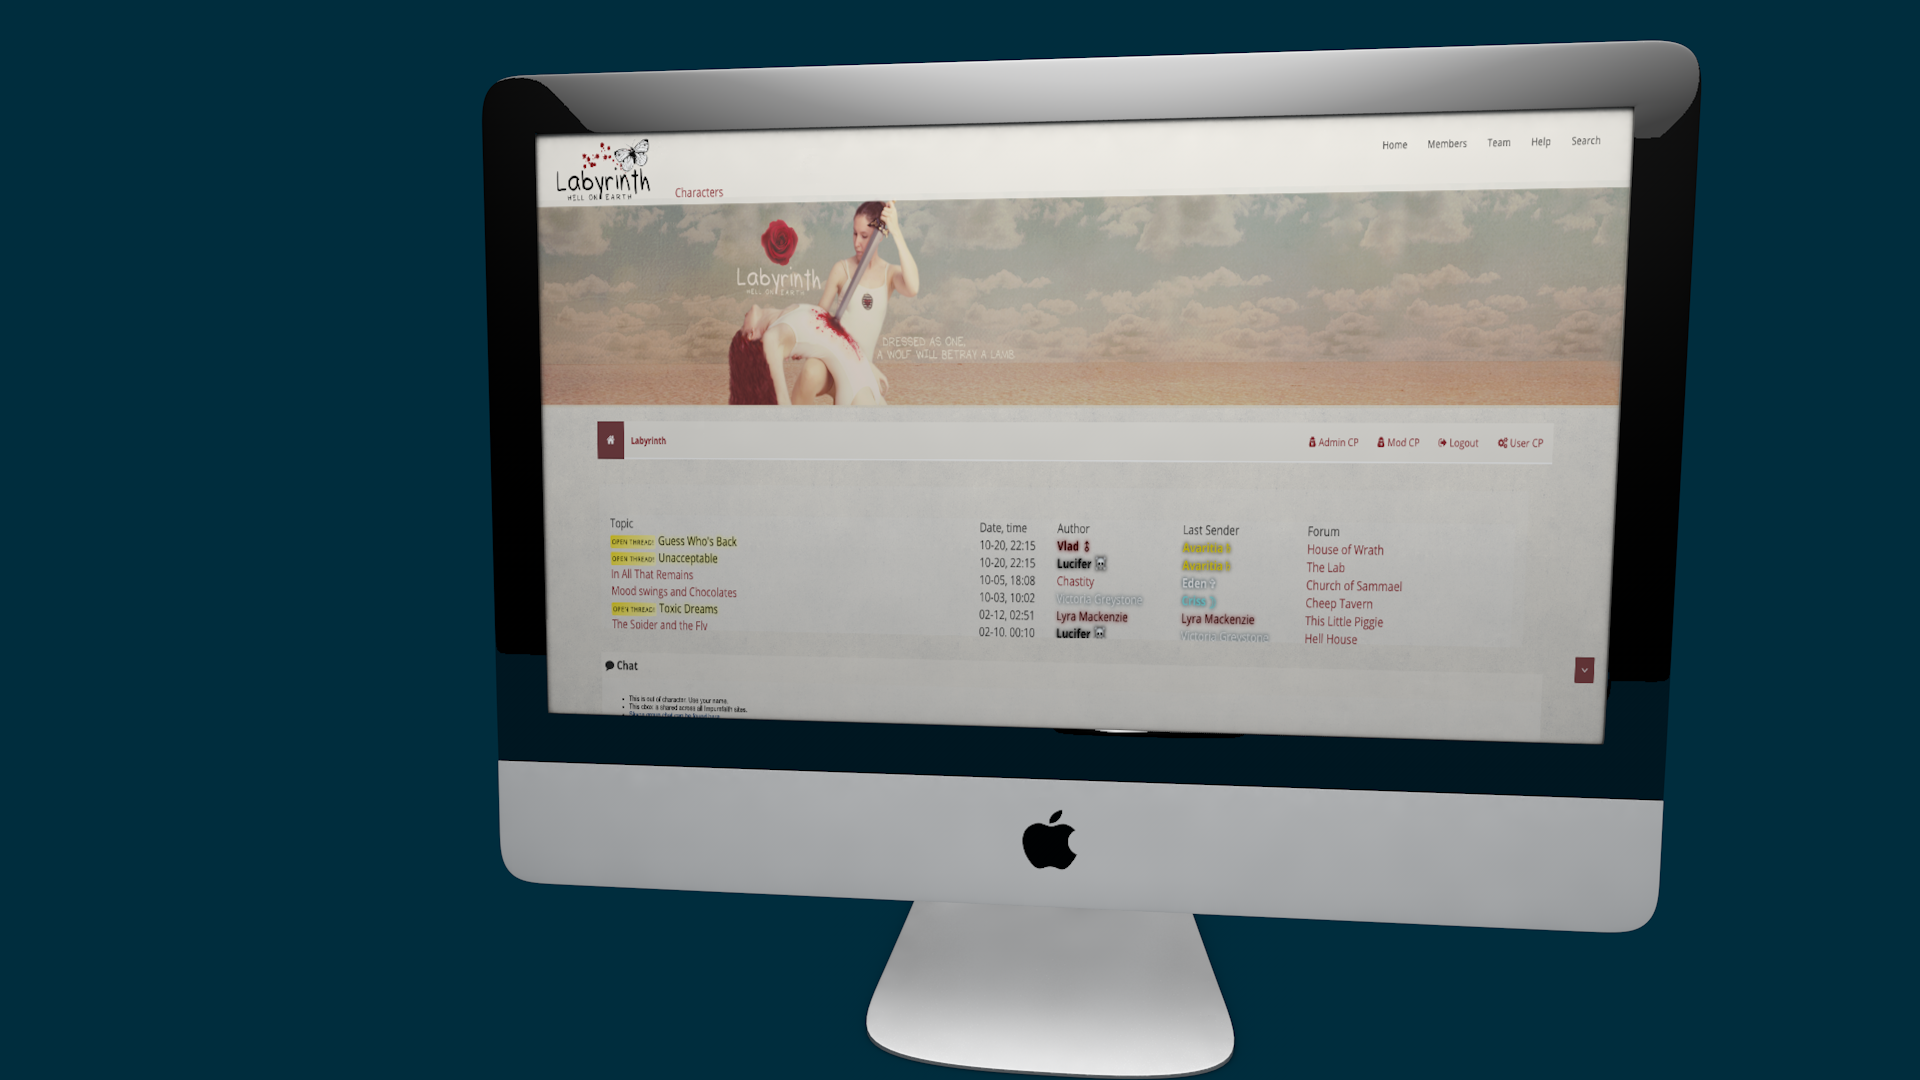 Labyrinth
HELL ON EARTH
Characters
Home Members Team Help Search
Labyrinth
HELL ON EARTH
DRESSED AS ONE,
A WOLF WILL BETRAY A LAMB
Labyrinth
Admin CP Mod CP Logout User CP
Topic Date, time Author Last Sender Forum
OPEN THREAD! Guess Who's Back 10-20, 22:15 Vlad Avaritia House of Wrath
OPEN THREAD! Unacceptable 10-20, 22:15 Lucifer Avaritia The Lab
In All That Remains 10-05, 18:08 Chastity Eden Church of Sammael
Mood swings and Chocolates 10-03, 10:02 Victoria Greystone Criss Cheep Tavern
OPEN THREAD! Toxic Dreams 02-12, 02:51 Lyra Mackenzie Lyra Mackenzie This Little Piggie
The Spider and the Fly 02-10, 00:10 Lucifer Victoria Greystone Hell House
Chat
This is out of character. Use your name.
This cbox is shared across all sites.